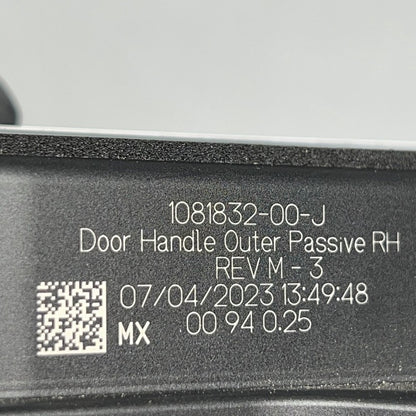 1081832-00-J
Door Handle Outer Passive RH
REV M - 3
07/04/2023 13:49:48
MX 00 94 0.25